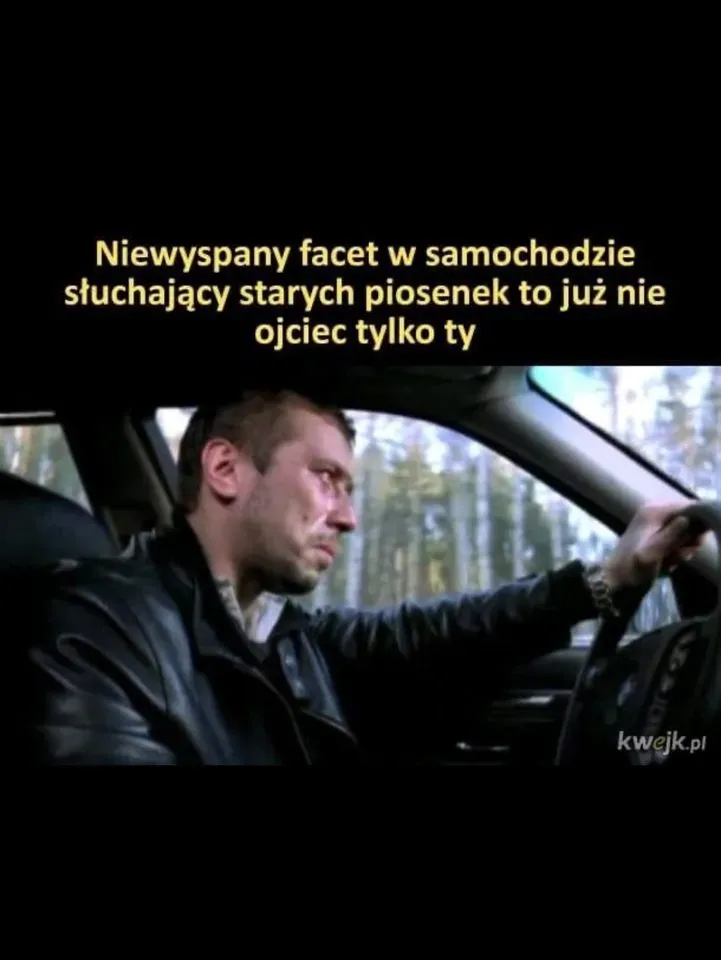 Niewyspany facet w samochodzie
słuchający starych piosenek to już nie
ojciec tylko ty
kwejk.pl